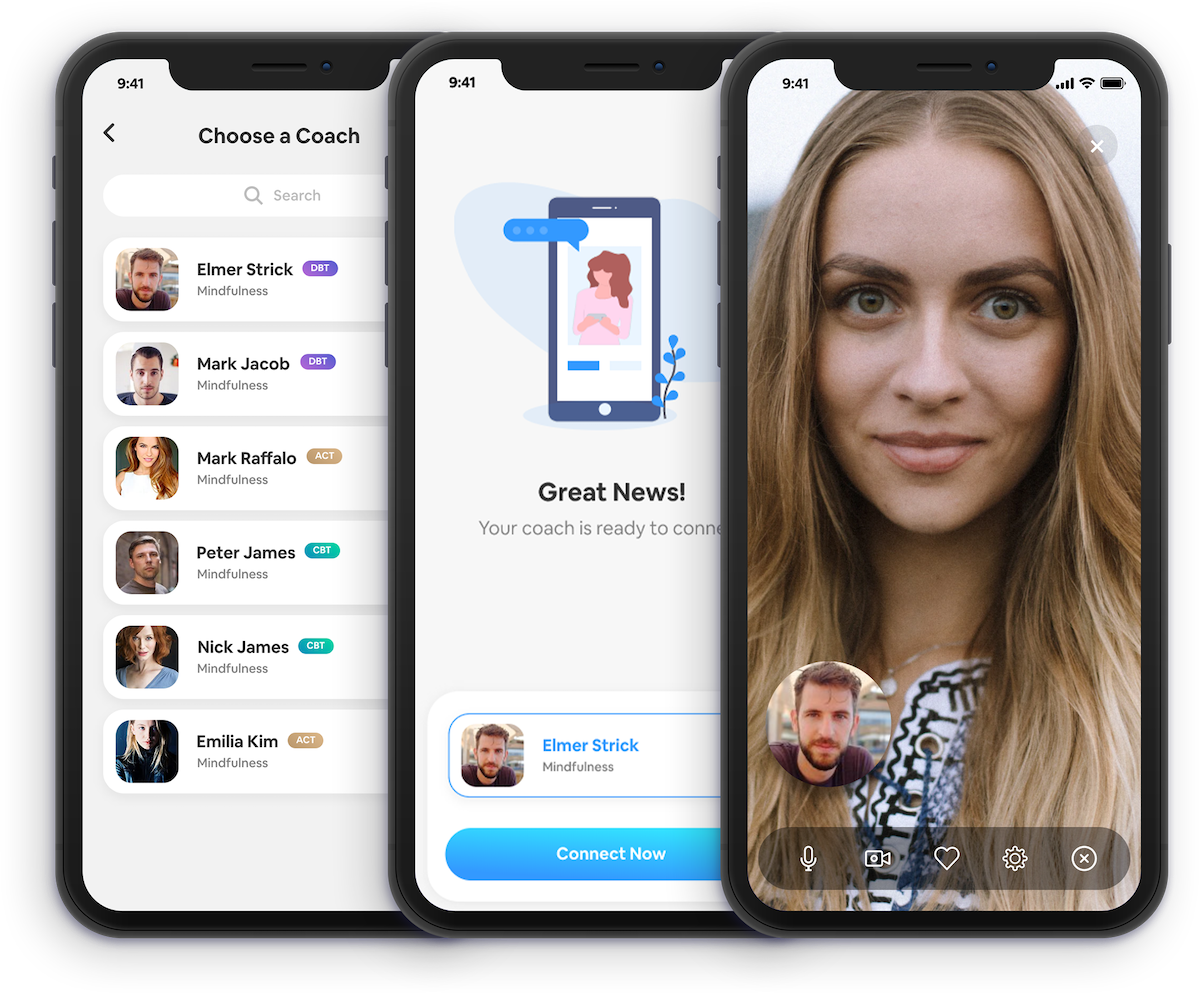 9:41
Choose a Coach
Search
Elmer Strick DBT
Mindfulness
Mark Jacob DBT
Mindfulness
Mark Raffalo ACT
Mindfulness
Peter James CBT
Mindfulness
Nick James CBT
Mindfulness
Emilia Kim ACT
Mindfulness
9:41
Great News!
Your coach is ready to
Elmer Strick
Mindfulness
Connect Now
9:41